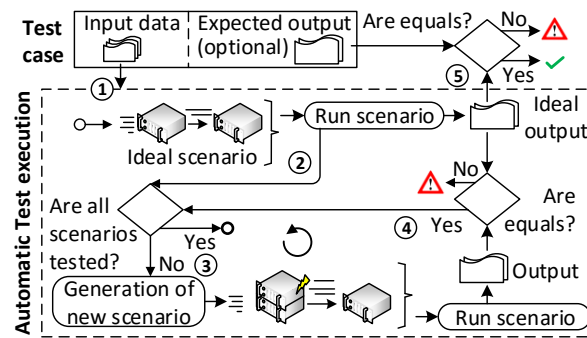 Test case
Input data
Expected output (optional)
Are equals?
No
Yes
5
1
Automatic Test execution
Ideal scenario
Run scenario
Ideal output
2
No
Are equals?
Yes
4
Are all scenarios tested?
Yes
No
3
Generation of new scenario
Output
Run scenario